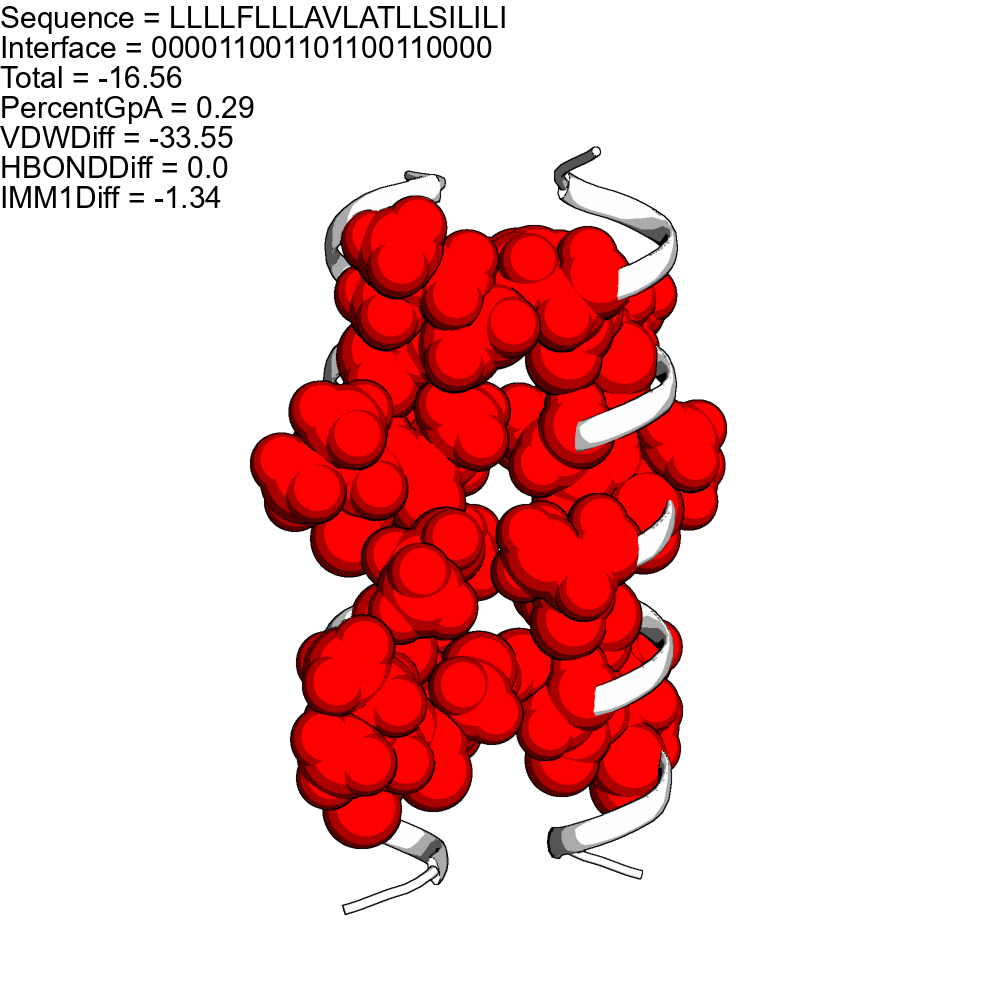 Sequence = LLLLFLLLAVLATLLSILILI
Interface = 000011001101100110000
Total = -16.56
PercentGpA = 0.29
VDWDiff = -33.55
HBONDDiff = 0.0
IMM1Diff = -1.34